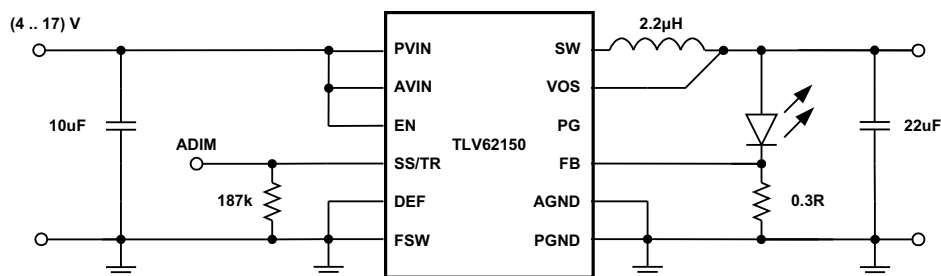 (4 .. 17) V
2.2µH
PVIN
SW
AVIN
VOS
10uF
EN
PG
22uF
ADIM
TLV62150
SS/TR
FB
187k
DEF
AGND
0.3R
FSW
PGND